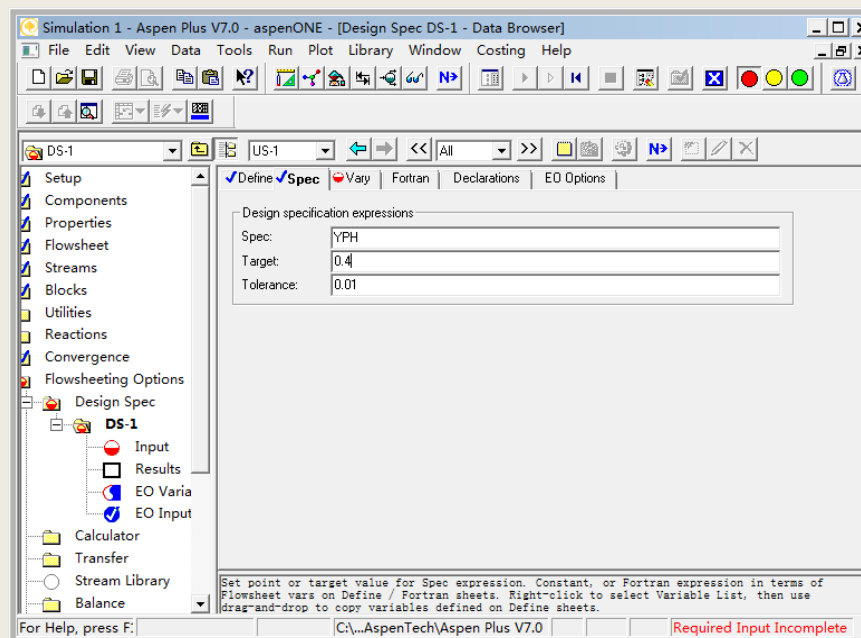 Simulation 1 - Aspen Plus V7.0 - aspenONE - [Design Spec DS-1 - Data Browser]
File Edit View Data Tools Run Plot Library Window Costing Help
N>
DS-1 US-1 << All >> N>
Setup
Components
Properties
Flowsheet
Streams
Blocks
Utilities
Reactions
Convergence
Flowsheeting Options
Design Spec
DS-1
Input
Results
EO Varia
EO Input
Calculator
Transfer
Stream Library
Balance
Define Spec Vary Fortran Declarations EO Options
Design specification expressions
Spec: YPH
Target: 0.4
Tolerance: 0.01
Set point or target value for Spec expression. Constant, or Fortran expression in terms of
Flowsheet vars on Define / Fortran sheets. Right-click to select Variable List, then use
drag-and-drop to copy variables defined on Define sheets.
For Help, press F: C:\...AspenTech\Aspen Plus V7.0 Required Input Incomplete